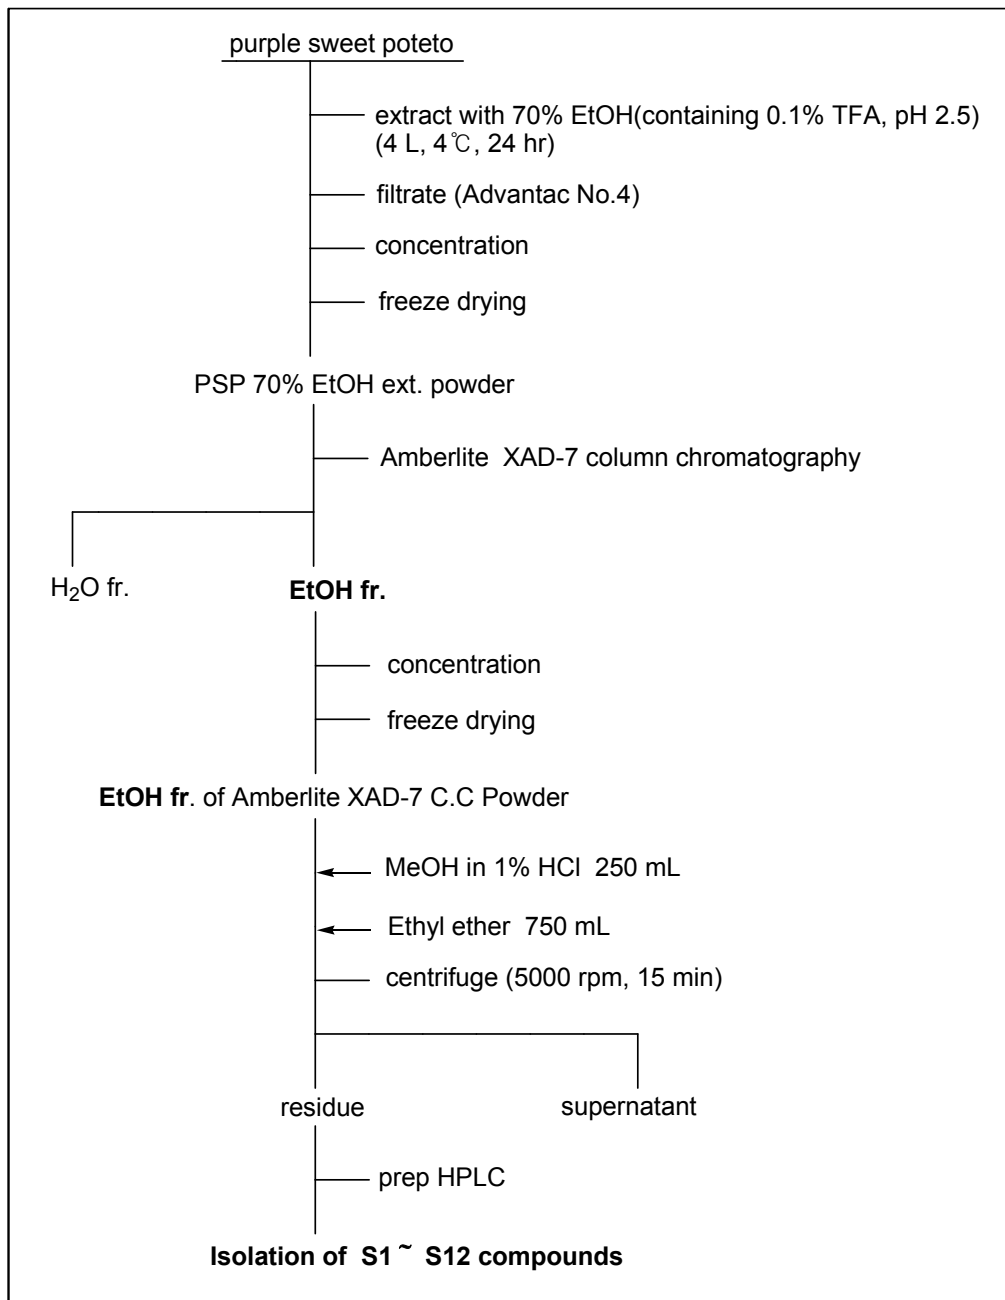 purple sweet poteto
extract with 70% EtOH(containing 0.1% TFA, pH 2.5)
(4 L, 4℃, 24 hr)
filtrate (Advantac No.4)
concentration
freeze drying
PSP 70% EtOH ext. powder
Amberlite XAD-7 column chromatography
H₂O fr.
EtOH fr.
concentration
freeze drying
EtOH fr. of Amberlite XAD-7 C.C Powder
MeOH in 1% HCl 250 mL
Ethyl ether 750 mL
centrifuge (5000 rpm, 15 min)
residue
supernatant
prep HPLC
Isolation of S1 ~ S12 compounds